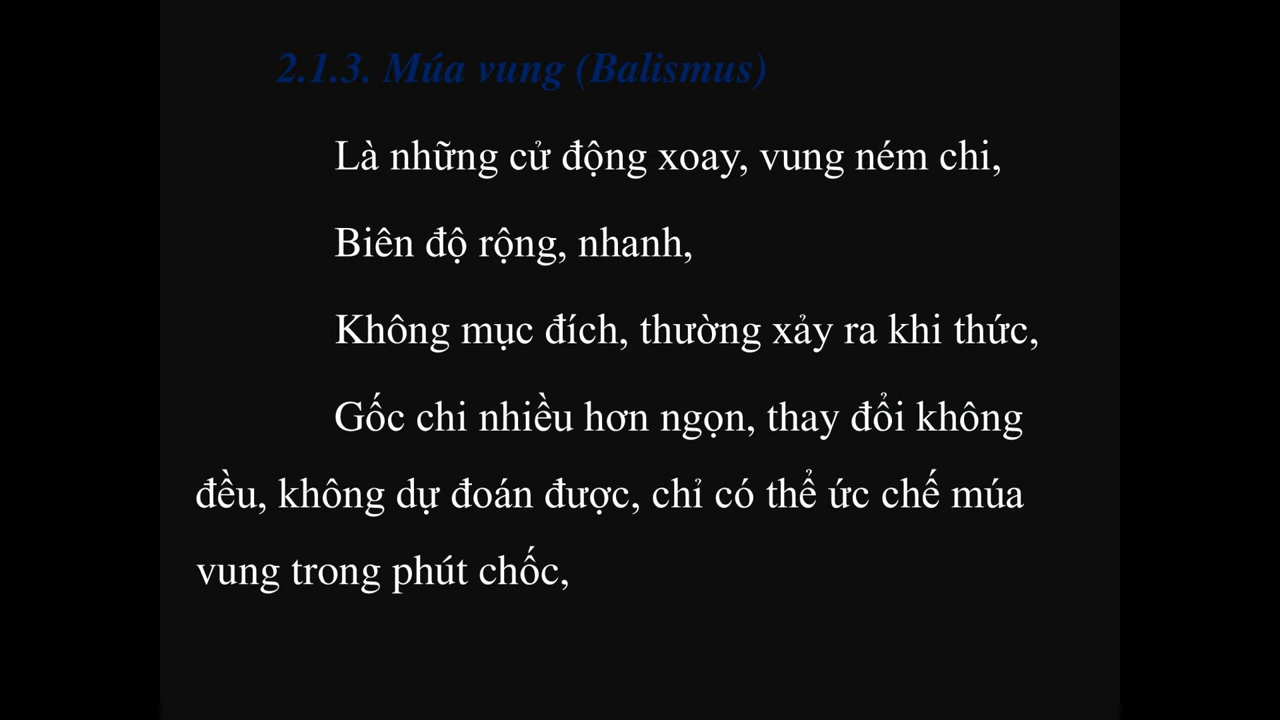 2.1.3. Múa vung (Balismus)
Là những cử động xoay, vung ném chi,
Biên độ rộng, nhanh,
Không mục đích, thường xảy ra khi thức,
Gốc chi nhiều hơn ngọn, thay đổi không
đều, không dự đoán được, chỉ có thể ức chế múa
vung trong phút chốc,